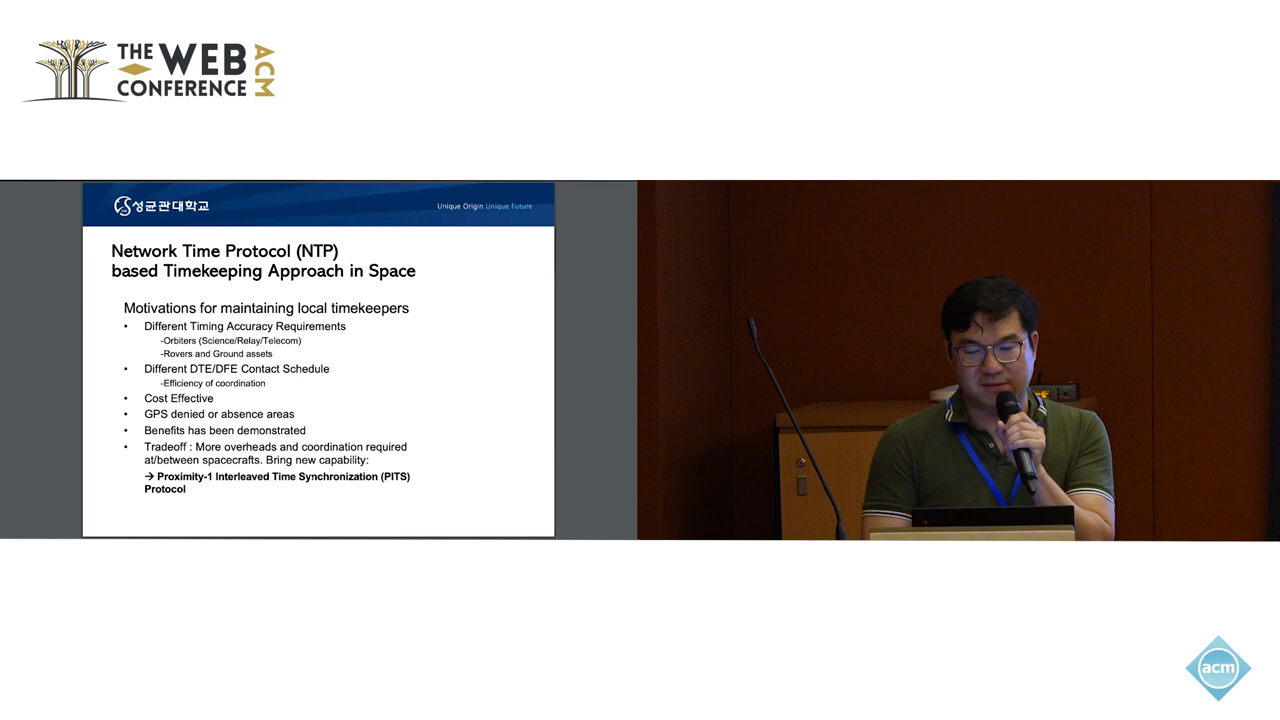 THE WEB
CONFERENCE
ACM
성균관대학교
Unique Origin Unique Future
Network Time Protocol (NTP)
based Timekeeping Approach in Space
Motivations for maintaining local timekeepers
• Different Timing Accuracy Requirements
-Orbiters (Science/Relay/Telecom)
-Rovers and Ground assets
• Different DTE/DFE Contact Schedule
-Efficiency of coordination
• Cost Effective
• GPS denied or absence areas
• Benefits has been demonstrated
• Tradeoff : More overheads and coordination required
at/between spacecrafts. Bring new capability:
→ Proximity-1 Interleaved Time Synchronization (PITS)
Protocol
acm